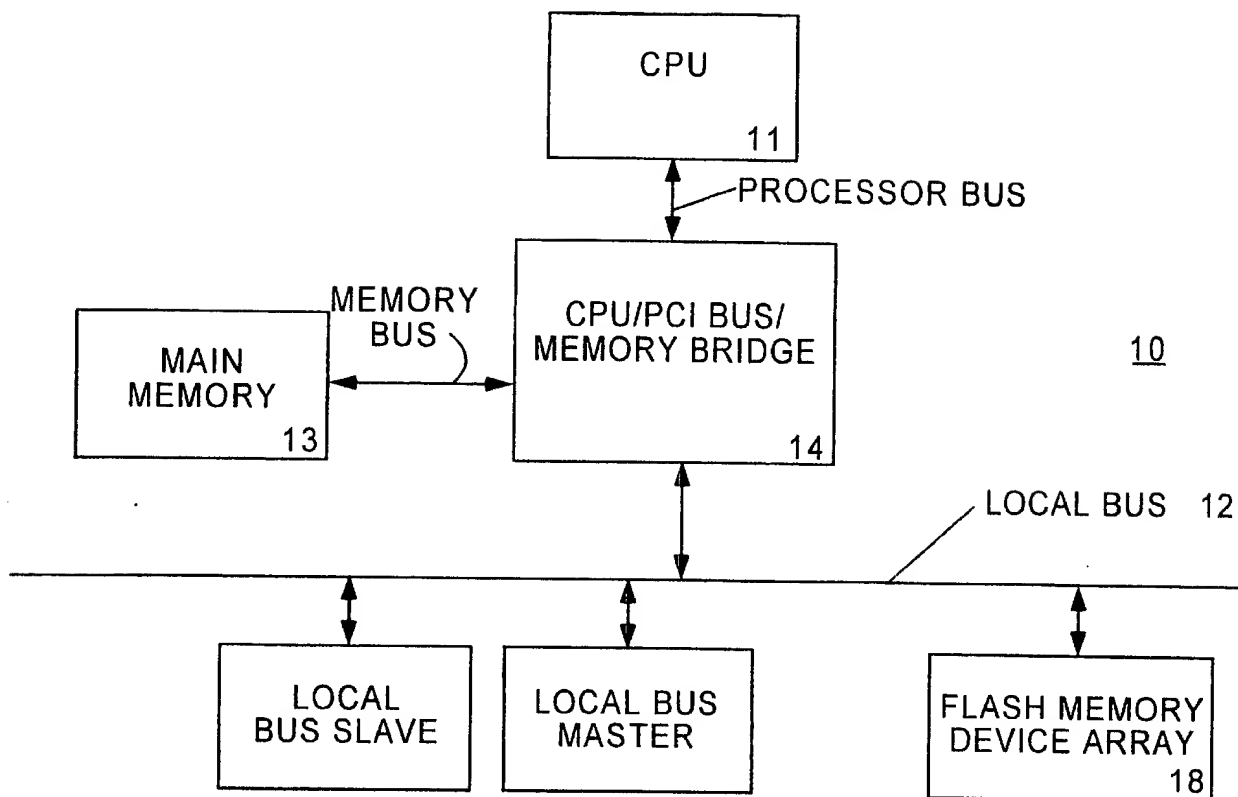 CPU
11
PROCESSOR BUS
MEMORY
BUS
CPU/PCI BUS/
MEMORY BRIDGE
14
MAIN
MEMORY
13
10
LOCAL BUS 12
LOCAL
BUS SLAVE
LOCAL BUS
MASTER
FLASH MEMORY
DEVICE ARRAY
18